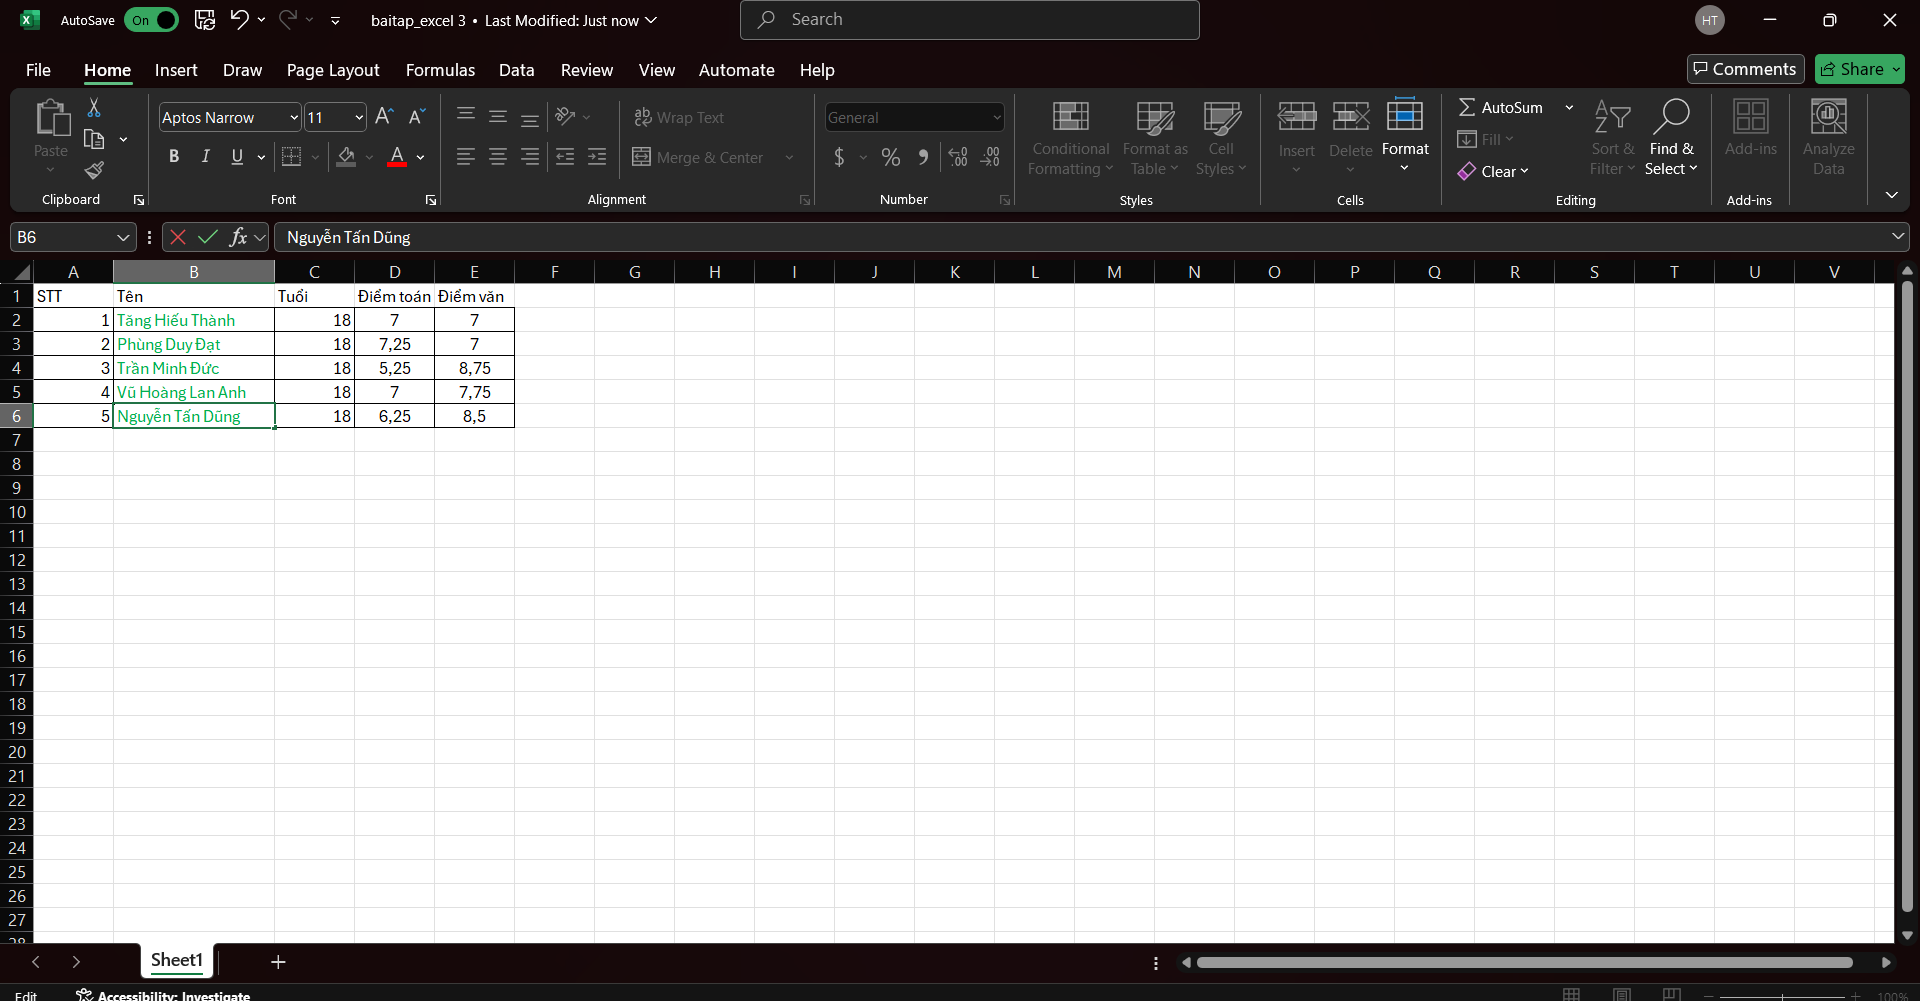 AutoSave On baitap_excel 3 • Last Modified: Just now Search HT
File Home Insert Draw Page Layout Formulas Data Review View Automate Help Comments Share
Paste
Clipboard
Aptos Narrow 11 A A
B I U A
Font
ab Wrap Text
Merge & Center
Alignment
General
$ % 9 .00 .00
Number
Conditional Formatting
Format as Table
Cell Styles
Styles
Insert
Delete
Format
Cells
AutoSum
Fill
Clear
Sort & Filter
Find & Select
Editing
Add-ins
Add-ins
Analyze Data
B6 fx Nguyễn Tấn Dũng
A B C D E F G H I J K L M N O P Q R S T U V
1 STT Tên Tuổi Điểm toán Điểm văn
2 1 Tăng Hiếu Thành 18 7 7
3 2 Phùng Duy Đạt 18 7,25 7
4 3 Trần Minh Đức 18 5,25 8,75
5 4 Vũ Hoàng Lan Anh 18 7 7,75
6 5 Nguyễn Tấn Dũng 18 6,25 8,5
7
8
9
10
11
12
13
14
15
16
17
18
19
20
21
22
23
24
25
26
27
28
Sheet1
Edit Accessibility: Investigate 100%